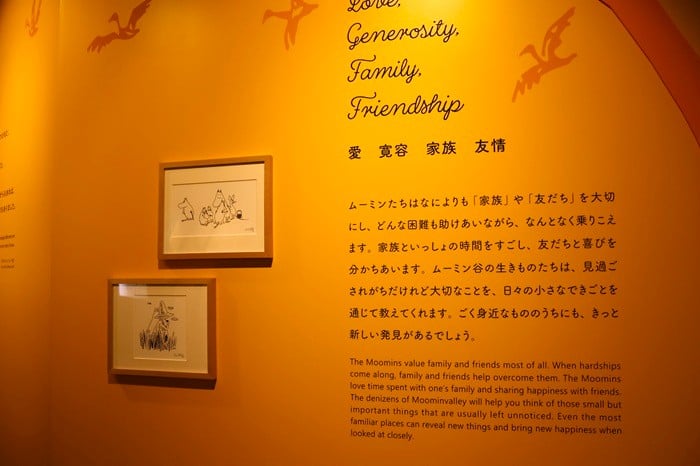 Love,
Generosity,
Family,
Friendship
愛　寛容　家族　友情
ムーミンたちはなによりも「家族」や「友だち」を大切
にし、どんな困難も助けあいながら、なんとなく乗りこえ
ます。家族といっしょの時間をすごし、友だちと喜びを
分かちあいます。ムーミン谷の生きものたちは、見過ご
されがちだけれど大切なことを、日々の小さなできごとを
通じて教えてくれます。ごく身近なもののうちにも、きっと
新しい発見があるでしょう。
The Moomins value family and friends most of all. When hardships
come along, family and friends help overcome them. The Moomins
love time spent with one's family and sharing happiness with friends.
The denizens of Moominvalley will help you think of those small but
important things that are usually left unnoticed. Even the most
familiar places can reveal new things and bring new happiness when
looked at closely.